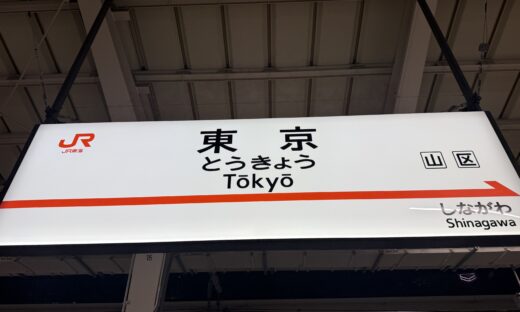 JR
JR東海
東京
とうきょう
Tōkyō
山 区
しながわ
Shinagawa
15